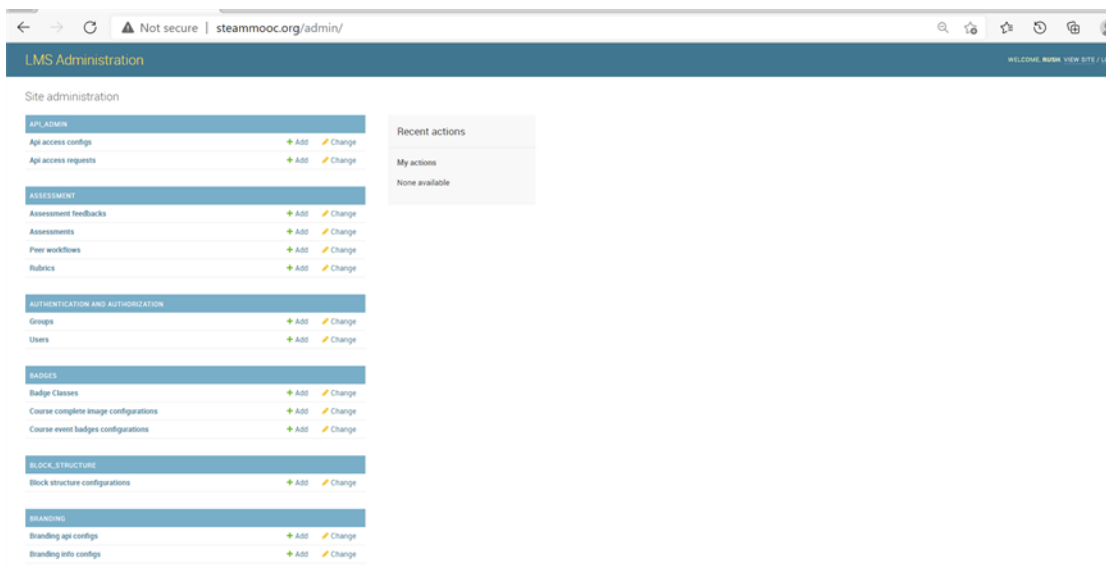 Not secure | steammooc.org/admin/
LMS Administration
WELCOME, RUSH. VIEW SITE /
Site administration
API_ADMIN
Api access configs + Add Change
Api access requests + Add Change
ASSESSMENT
Assessment feedbacks + Add Change
Assessments + Add Change
Peer workflows + Add Change
Rubrics + Add Change
AUTHENTICATION AND AUTHORIZATION
Groups + Add Change
Users + Add Change
BADGES
Badge Classes + Add Change
Course complete image configurations + Add Change
Course event badges configurations + Add Change
BLOCK_STRUCTURE
Block structure configurations + Add Change
BRANDING
Branding api configs + Add Change
Branding info configs + Add Change
Recent actions
My actions
None available